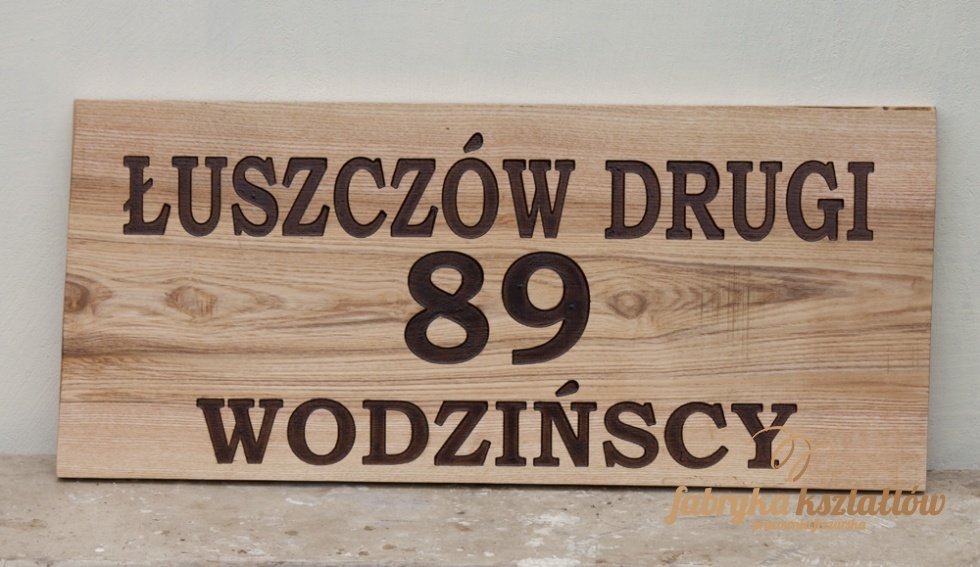 ŁUSZCZÓW DRUGI
89
WODZIŃSCY
fabryka kształtów